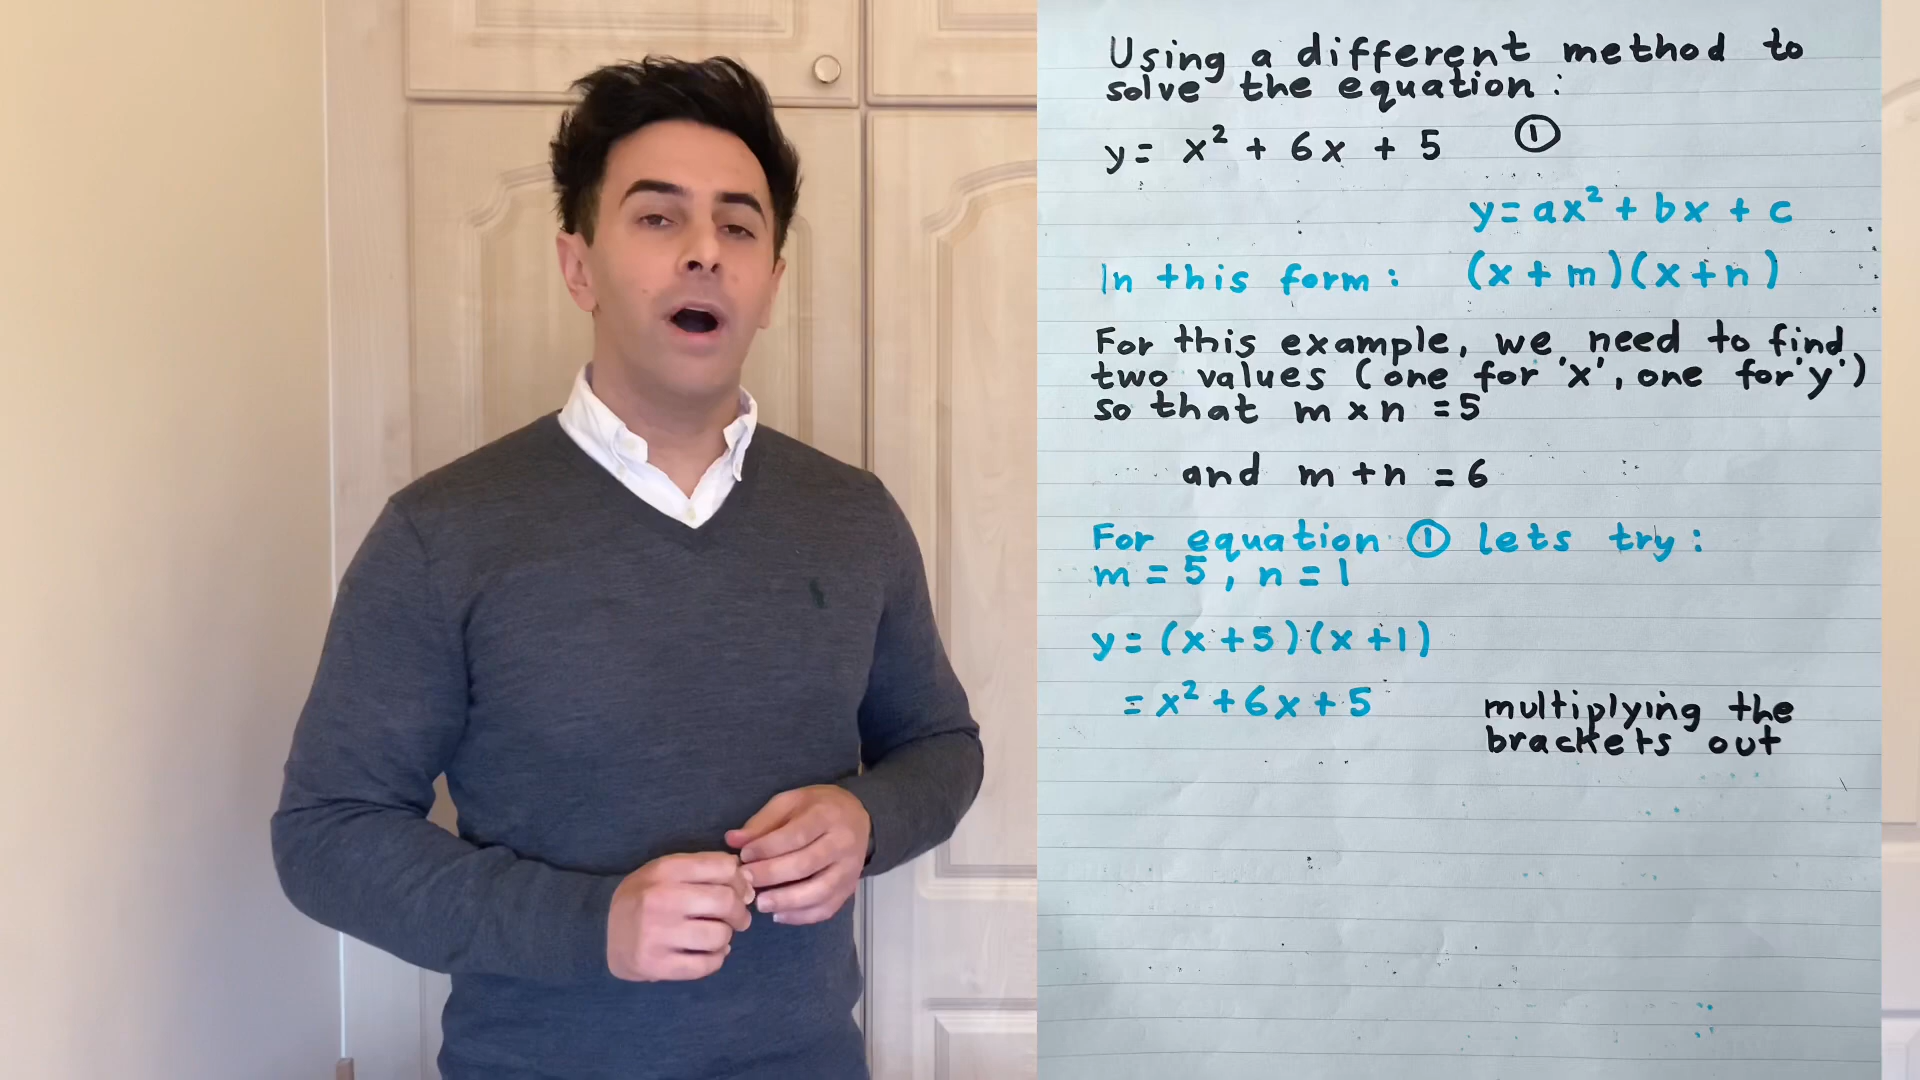 Using a different method to
solve the equation:
y = x² + 6x + 5 ①
y = ax² + bx + c
In this form: (x + m)(x + n)
For this example, we need to find
two values (one for 'x', one for 'y')
so that m x n = 5
and m + n = 6
For equation ① lets try:
m = 5, n = 1
y = (x + 5)(x + 1)
= x² + 6x + 5
multiplying the
brackets out